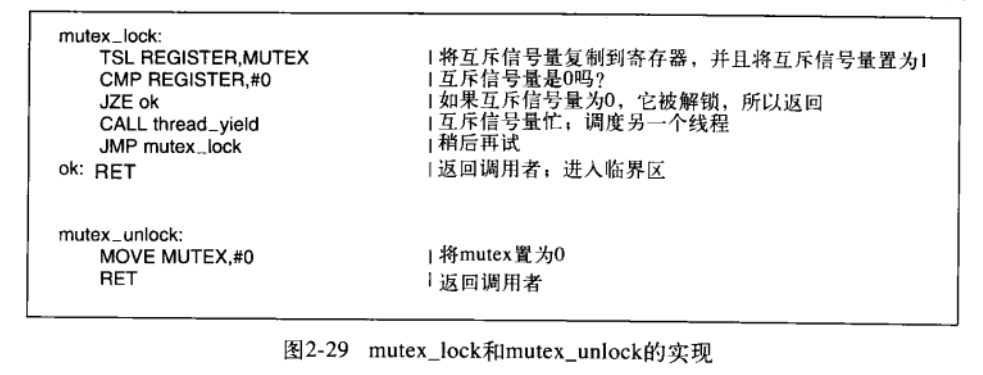 mutex_lock:
TSL REGISTER,MUTEX |将互斥信号量复制到寄存器，并且将互斥信号量置为1
CMP REGISTER,#0 |互斥信号量是0吗？
JZE ok |如果互斥信号量为0，它被解锁，所以返回
CALL thread_yield |互斥信号量忙；调度另一个线程
JMP mutex_lock |稍后再试
ok: RET |返回调用者；进入临界区
mutex_unlock:
MOVE MUTEX,#0 |将mutex置为0
RET |返回调用者
图2-29 mutex_lock和mutex_unlock的实现